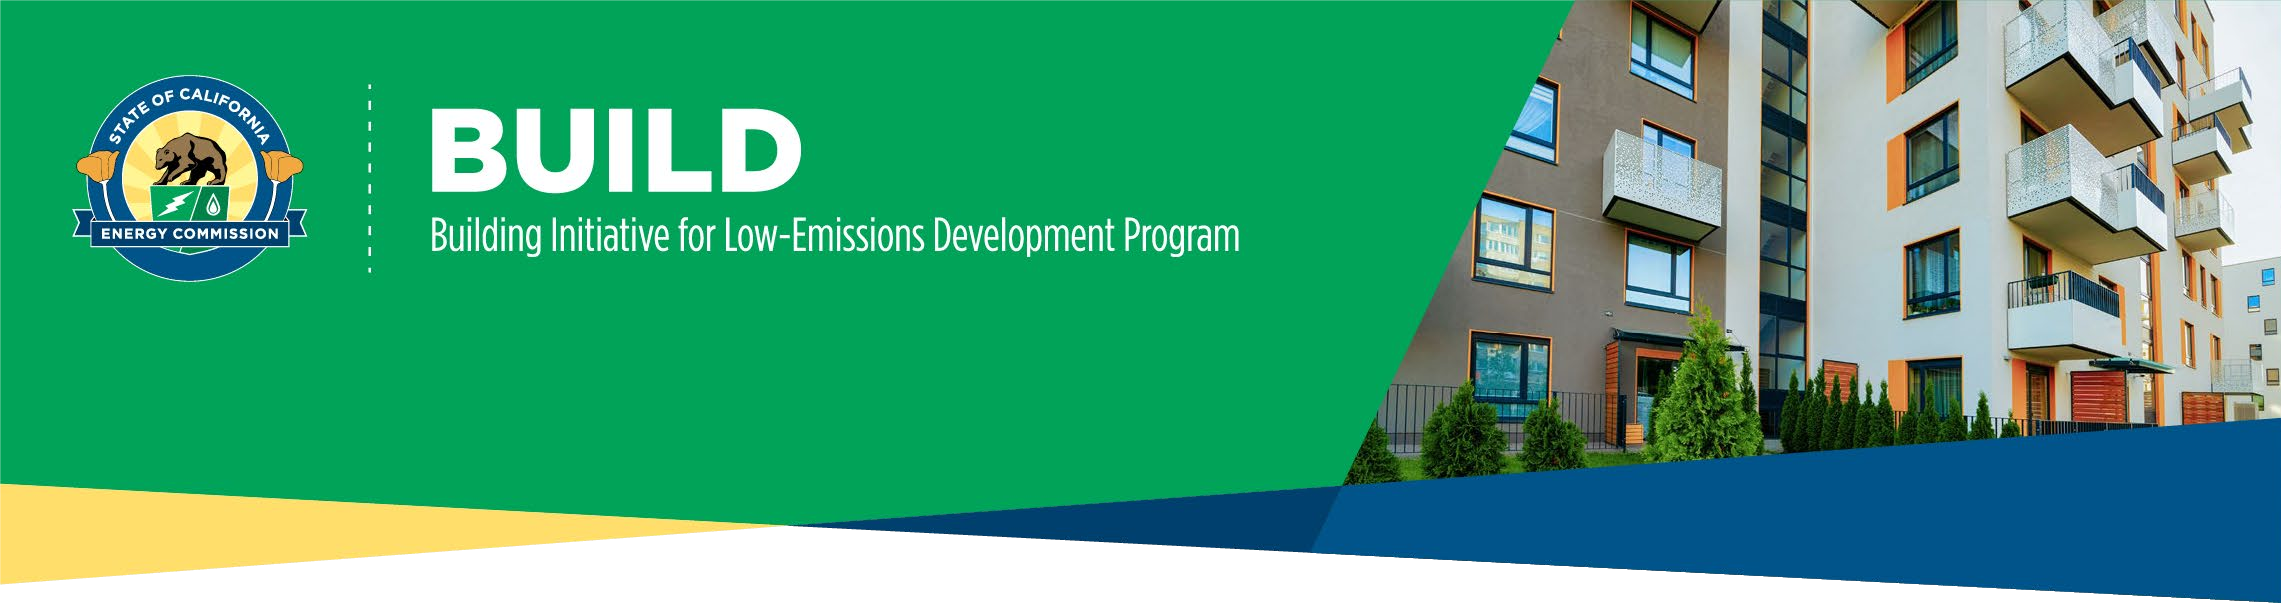 STATE OF CALIFORNIA
ENERGY COMMISSION
BUILD
Building Initiative for Low-Emissions Development Program